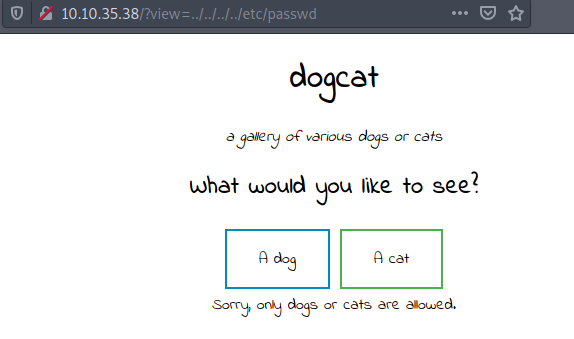 10.10.35.38/?view=../../../../etc/passwd
dogcat
a gallery of various dogs or cats
What would you like to see?
A dog A cat
Sorry, only dogs or cats are allowed.